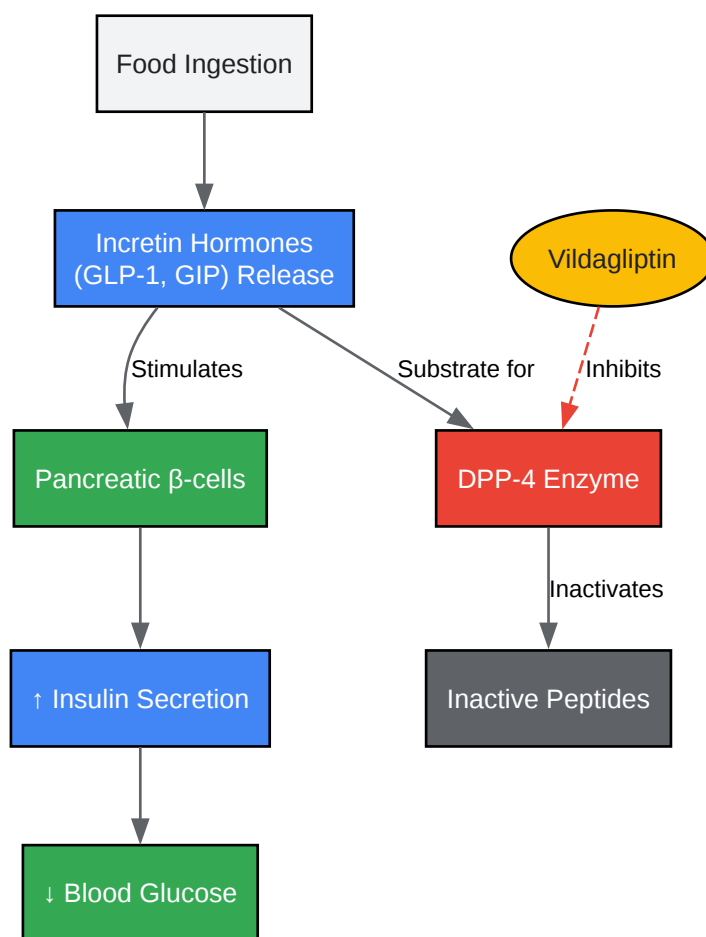 Food Ingestion
Incretin Hormones
(GLP-1, GIP) Release
Vildagliptin
Stimulates
Substrate for
Inhibits
Pancreatic β-cells
DPP-4 Enzyme
Inactivates
↑ Insulin Secretion
Inactive Peptides
↓ Blood Glucose